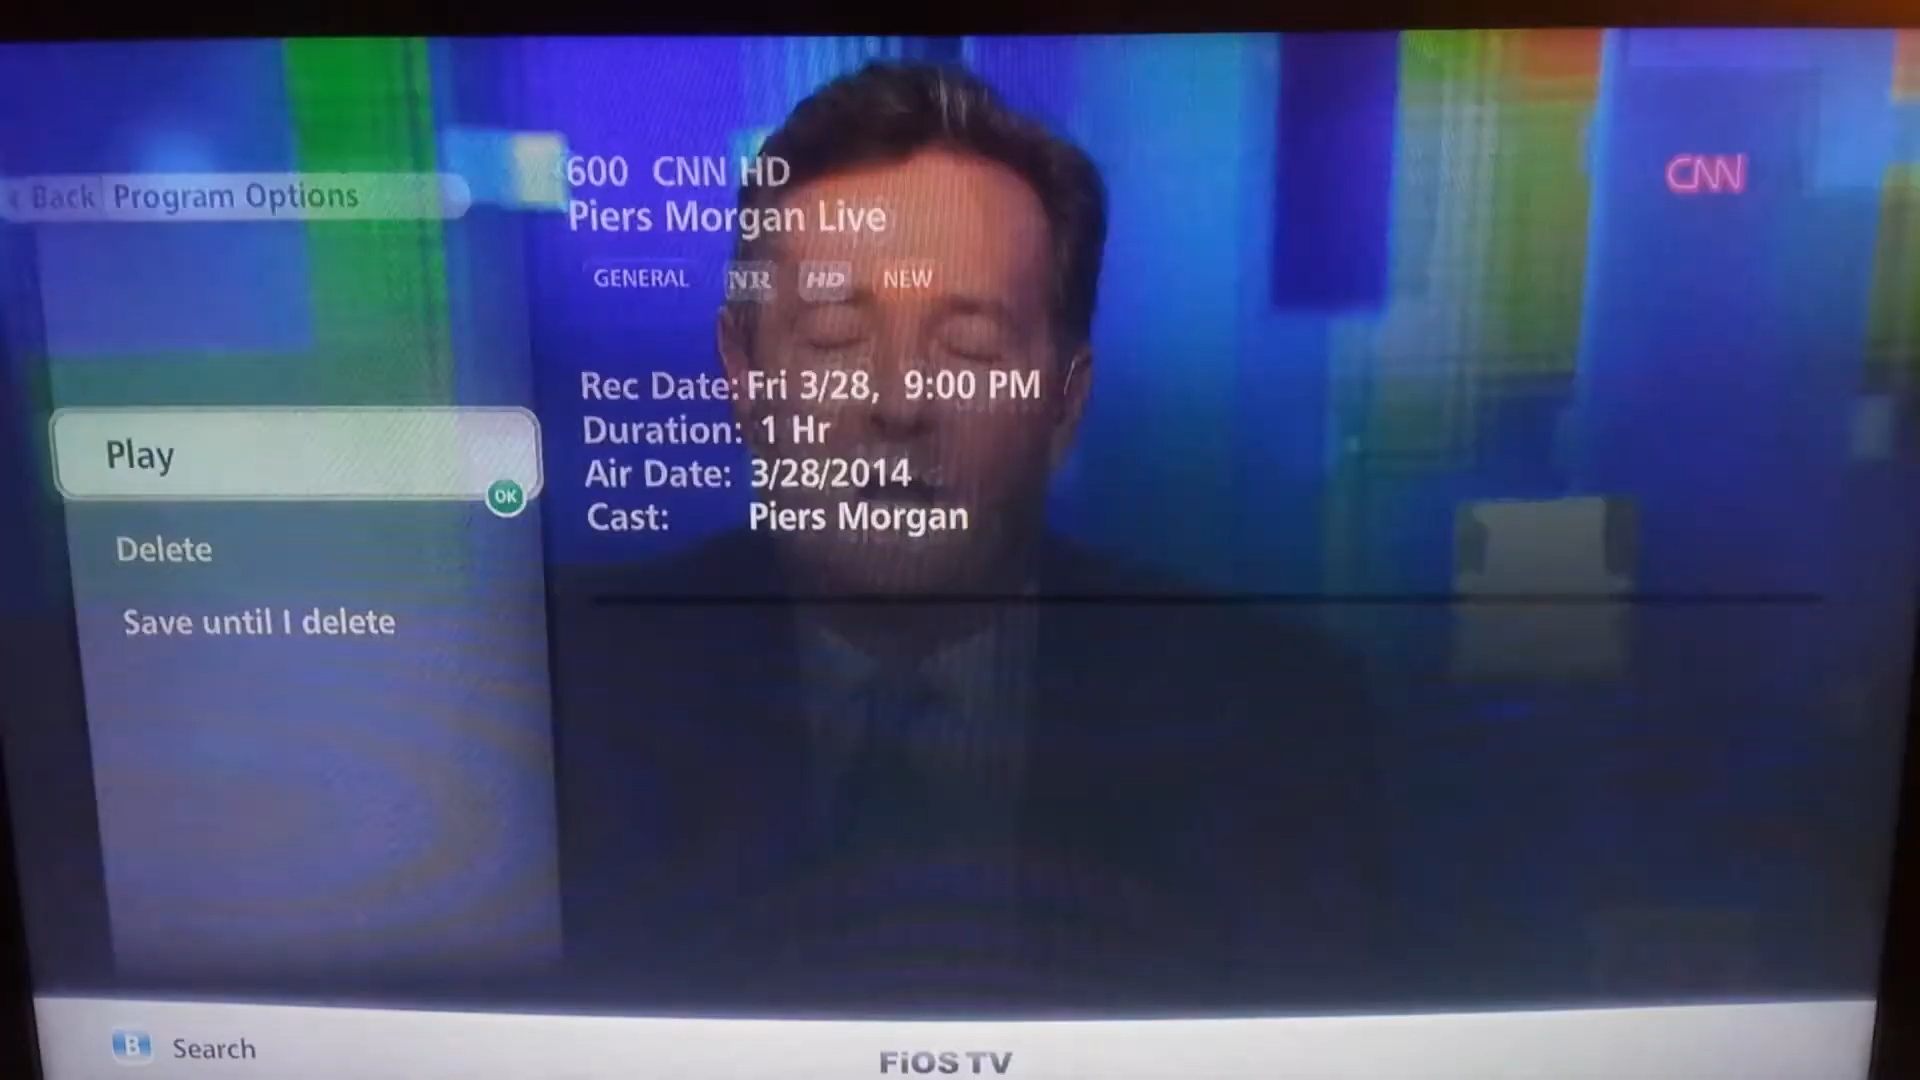 600 CNN HD
Back Program Options
Piers Morgan Live
CNN
GENERAL NR HD NEW
Rec Date: Fri 3/28, 9:00 PM
Duration: 1 Hr
Air Date: 3/28/2014
Cast: Piers Morgan
Play
OK
Delete
Save until I delete
B Search
FiOS TV